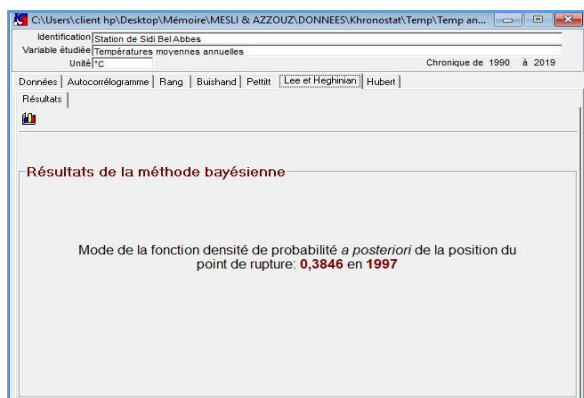 C:\Users\client hp\Desktop\Mémoire\MESLI & AZZOUZ\DONNEES\Khronostat\Temp\Temp an...
Identification Station de Sidi Bel Abbes
Variable étudiée Températures moyennes annuelles
Unité °C Chronique de 1990 à 2019
Données Autocorrélogramme Rang Buishand Pettitt Lee et Heghinian Hubert
Résultats
Résultats de la méthode bayésienne
Mode de la fonction densité de probabilité a posteriori de la position du
point de rupture: 0,3846 en 1997